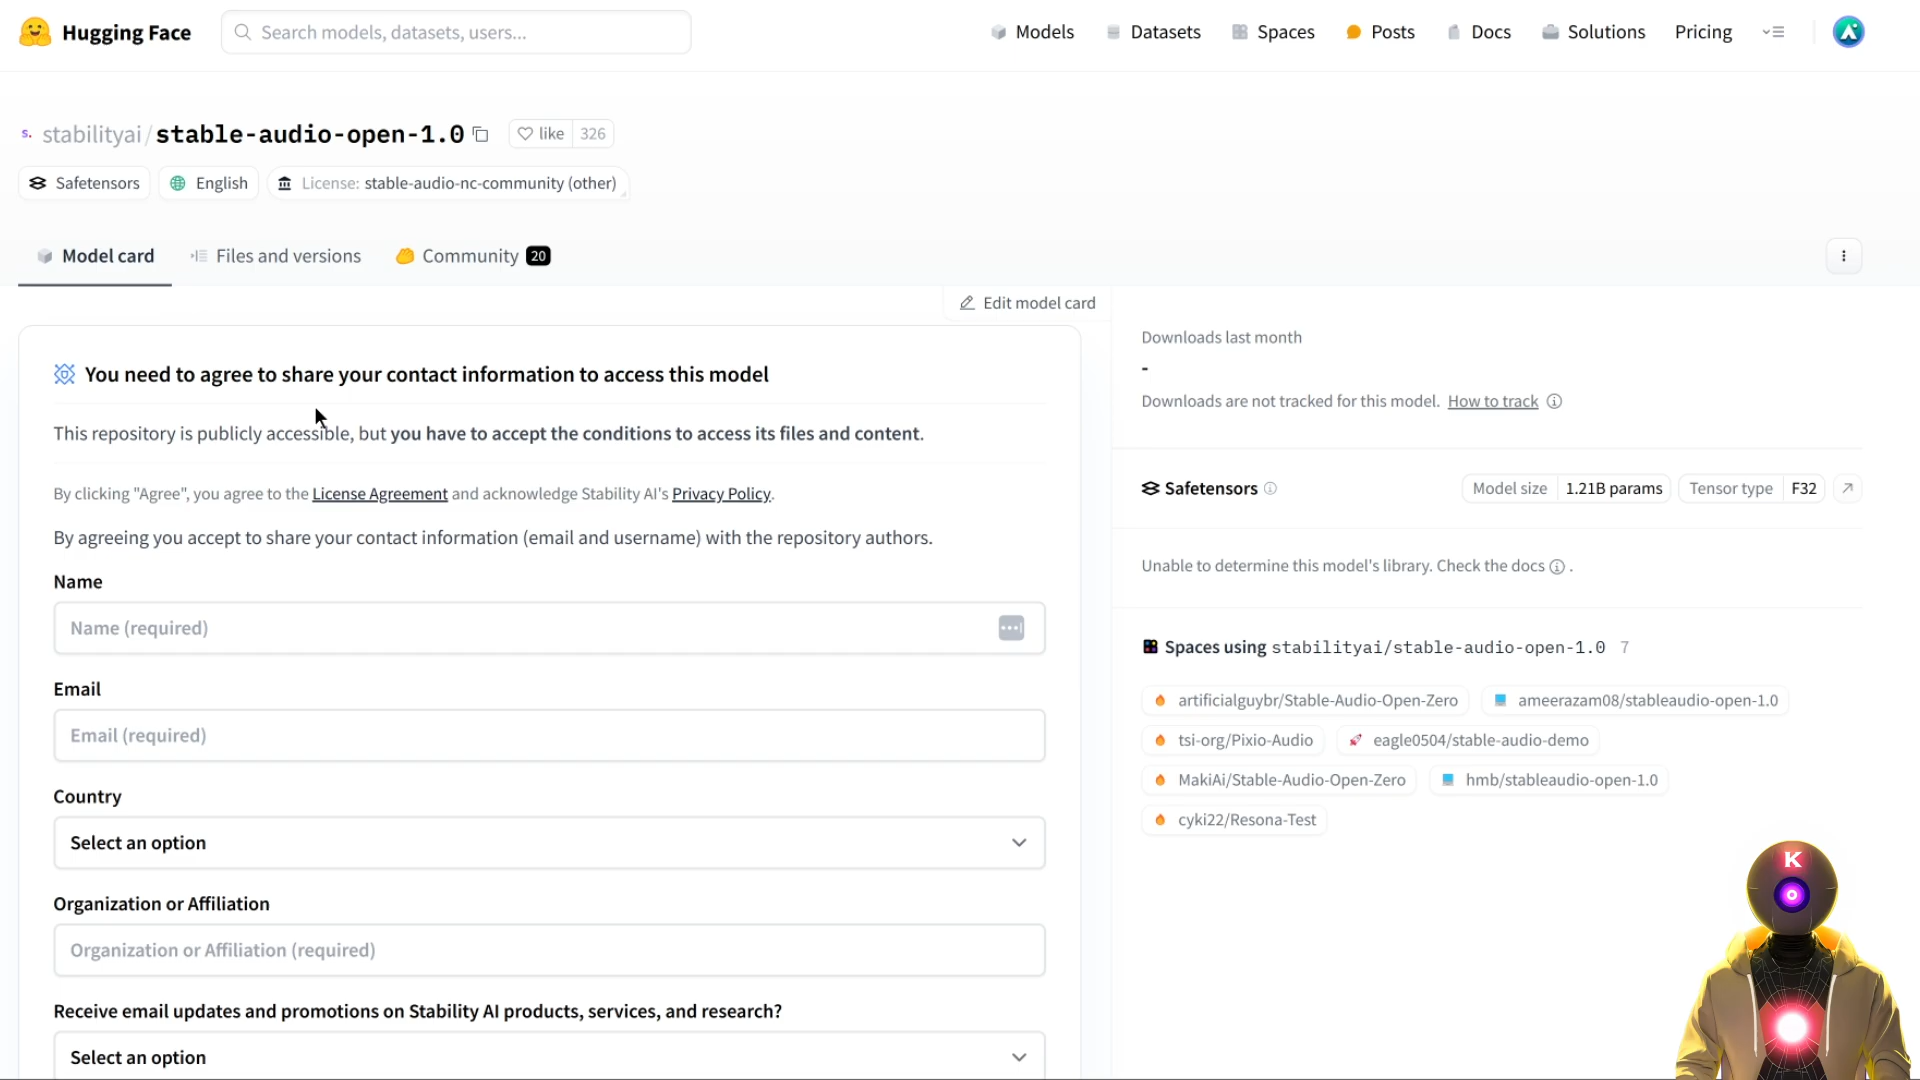 Hugging Face
Search models, datasets, users...
Models
Datasets
Spaces
Posts
Docs
Solutions
Pricing
s. stabilityai/stable-audio-open-1.0
like 326
Safetensors
English
License: stable-audio-nc-community (other)
Model card
Files and versions
Community 20
Edit model card
You need to agree to share your contact information to access this model
This repository is publicly accessible, but you have to accept the conditions to access its files and content.
By clicking "Agree", you agree to the License Agreement and acknowledge Stability AI's Privacy Policy.
By agreeing you accept to share your contact information (email and username) with the repository authors.
Name
Name (required)
Email
Email (required)
Country
Select an option
Organization or Affiliation
Organization or Affiliation (required)
Receive email updates and promotions on Stability AI products, services, and research?
Select an option
Downloads last month
-
Downloads are not tracked for this model. How to track
Safetensors
Model size 1.21B params
Tensor type F32
Unable to determine this model's library. Check the docs .
Spaces using stabilityai/stable-audio-open-1.0 7
artificialguybr/Stable-Audio-Open-Zero
ameerazam08/stableaudio-open-1.0
tsi-org/Pixio-Audio
eagle0504/stable-audio-demo
MakiAi/Stable-Audio-Open-Zero
hmb/stableaudio-open-1.0
cyki22/Resona-Test
K